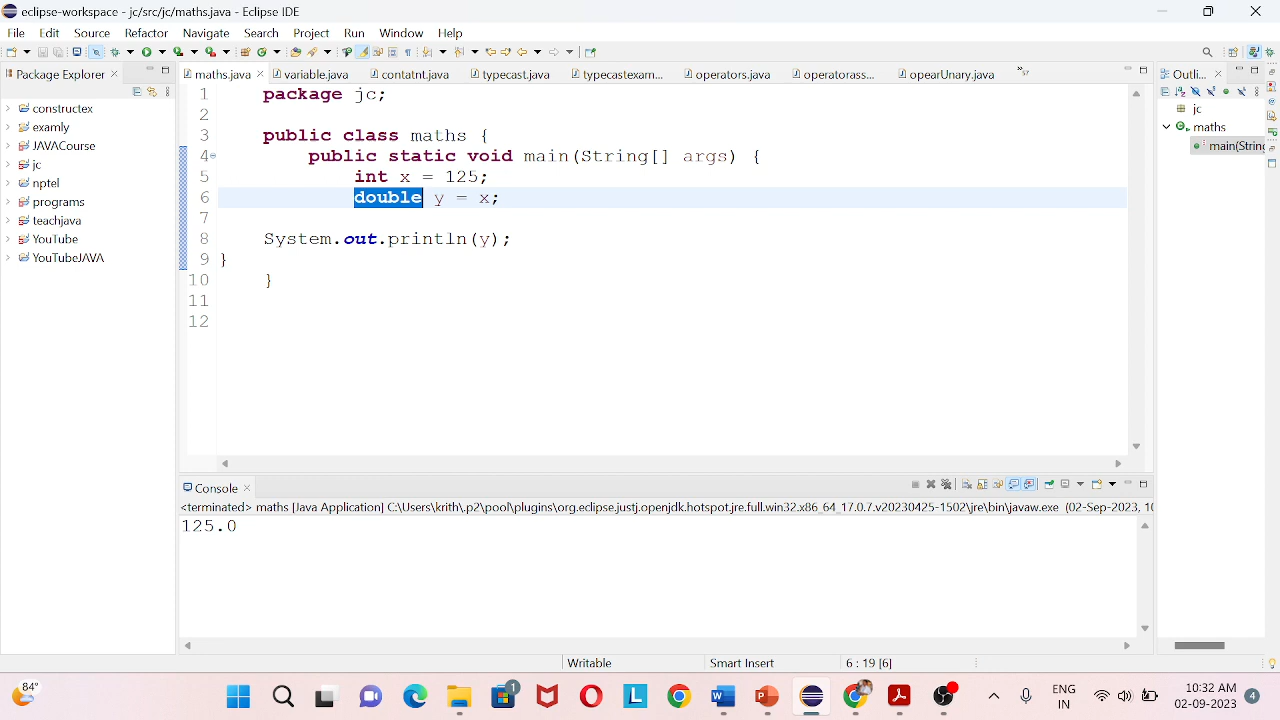 eclipse-workspace - jc/src/jc/maths.java - Eclipse IDE
File Edit Source Refactor Navigate Search Project Run Window Help
Package Explorer
maths.java variable.java contatnt.java typecast.java typecastexam... operators.java operatorass... opearUnary.java
Outli...
constructex
examly
JAVACourse
jc
nptel
programs
teachjava
YouTube
YouTubeJAVA
1 package jc;
2
3 public class maths {
4 public static void main(String[] args) {
5 int x = 125;
6 double y = x;
7
8 System.out.println(y);
9 }
10 }
11
12
jc
maths
main(String
Console
<terminated> maths [Java Application] C:\Users\krith\.p2\pool\plugins\org.eclipse.justj.openjdk.hotspot.jre.full.win32.x86_64_17.0.7.v20230425-1502\jre\bin\javaw.exe (02-Sep-2023, 10
125.0
Writable Smart Insert 6 : 19 [6]
84°
1
ENG
IN
10:32 AM
02-09-2023
4